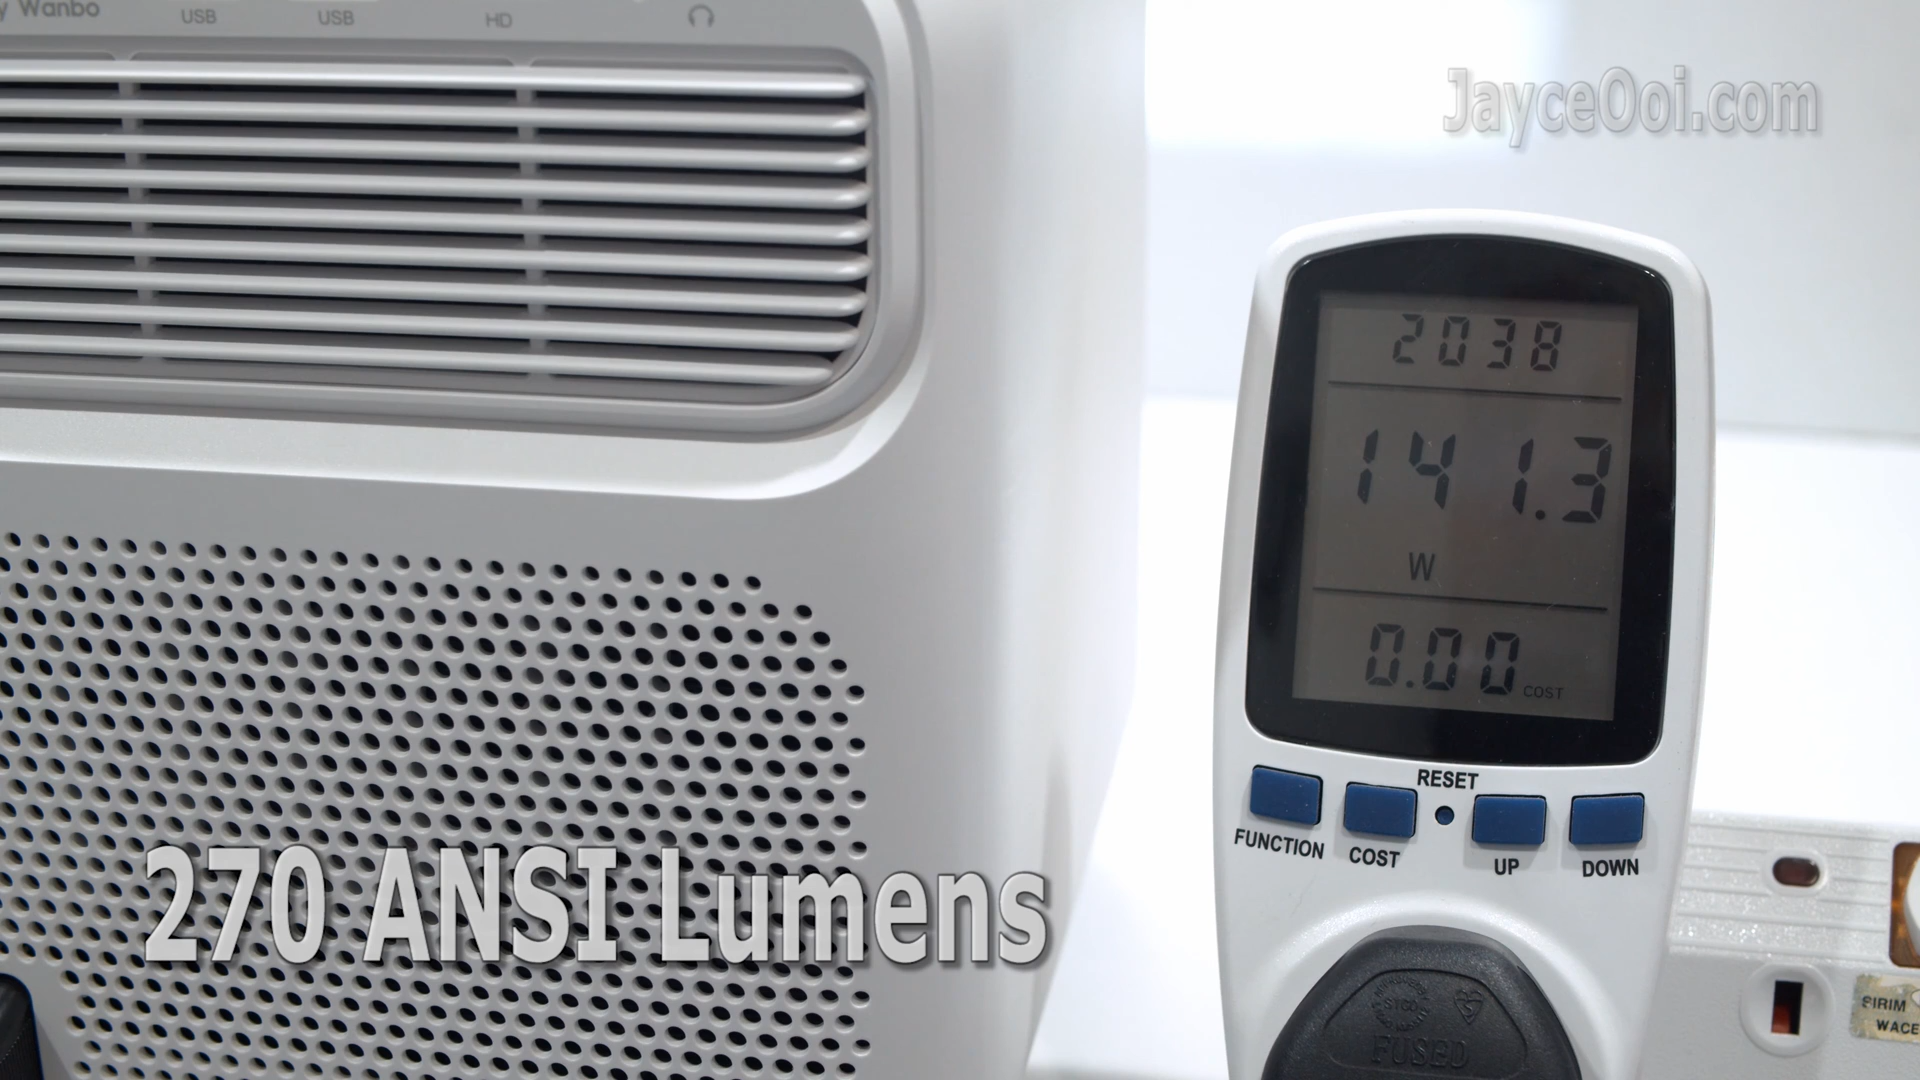 y Wanbo
USB
USB
HD
JayceOoi.com
2038
141.3
W
0.00 COST
RESET
FUNCTION
COST
UP
DOWN
270 ANSI Lumens
FUSED
SIRIM
WACE